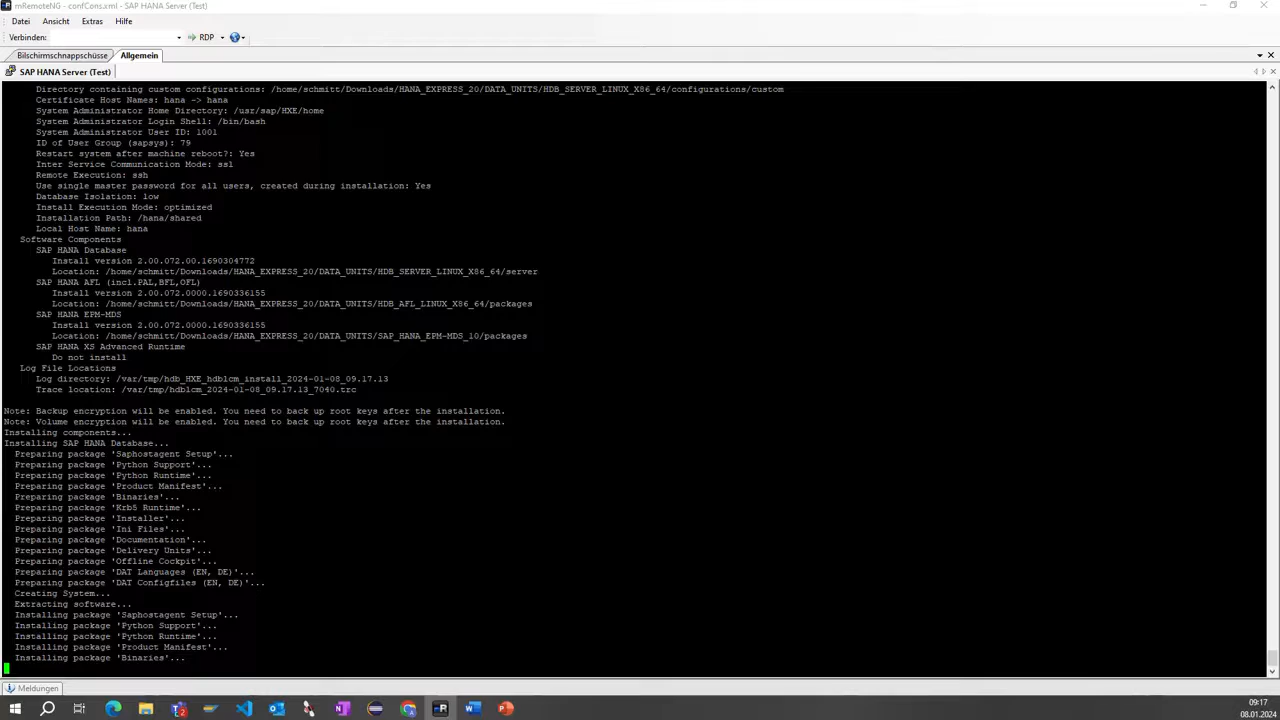 mRemoteNG - confCons.xml - SAP HANA Server (Test)
Datei Ansicht Extras Hilfe
Verbinden: RDP
Bilschirmschnappschüsse Allgemein
SAP HANA Server (Test)
Directory containing custom configurations: /home/schmitt/Downloads/HANA_EXPRESS_20/DATA_UNITS/HDB_SERVER_LINUX_X86_64/configurations/custom
Certificate Host Names: hana -> hana
System Administrator Home Directory: /usr/sap/HXE/home
System Administrator Login Shell: /bin/bash
System Administrator User ID: 1001
ID of User Group (sapsys): 79
Restart system after machine reboot?: Yes
Inter Service Communication Mode: ssl
Remote Execution: ssh
Use single master password for all users, created during installation: Yes
Database Isolation: low
Install Execution Mode: optimized
Installation Path: /hana/shared
Local Host Name: hana
Software Components
SAP HANA Database
Install version 2.00.072.00.1690304772
Location: /home/schmitt/Downloads/HANA_EXPRESS_20/DATA_UNITS/HDB_SERVER_LINUX_X86_64/server
SAP HANA AFL (incl.PAL,BFL,OFL)
Install version 2.00.072.0000.1690336155
Location: /home/schmitt/Downloads/HANA_EXPRESS_20/DATA_UNITS/HDB_AFL_LINUX_X86_64/packages
SAP HANA EPM-MDS
Install version 2.00.072.0000.1690336155
Location: /home/schmitt/Downloads/HANA_EXPRESS_20/DATA_UNITS/SAP_HANA_EPM-MDS_10/packages
SAP HANA XS Advanced Runtime
Do not install
Log File Locations
Log directory: /var/tmp/hdb_HXE_hdblcm_install_2024-01-08_09.17.13
Trace location: /var/tmp/hdblcm_2024-01-08_09.17.13_7040.trc
Note: Backup encryption will be enabled. You need to back up root keys after the installation.
Note: Volume encryption will be enabled. You need to back up root keys after the installation.
Installing components...
Installing SAP HANA Database...
Preparing package 'Saphostagent Setup'...
Preparing package 'Python Support'...
Preparing package 'Python Runtime'...
Preparing package 'Product Manifest'...
Preparing package 'Binaries'...
Preparing package 'Krb5 Runtime'...
Preparing package 'Installer'...
Preparing package 'Ini Files'...
Preparing package 'Documentation'...
Preparing package 'Delivery Units'...
Preparing package 'Offline Cockpit'...
Preparing package 'DAT Languages (EN, DE)'...
Preparing package 'DAT Configfiles (EN, DE)'...
Creating System...
Extracting software...
Installing package 'Saphostagent Setup'...
Installing package 'Python Support'...
Installing package 'Python Runtime'...
Installing package 'Product Manifest'...
Installing package 'Binaries'...
Meldungen
09:17
08.01.2024